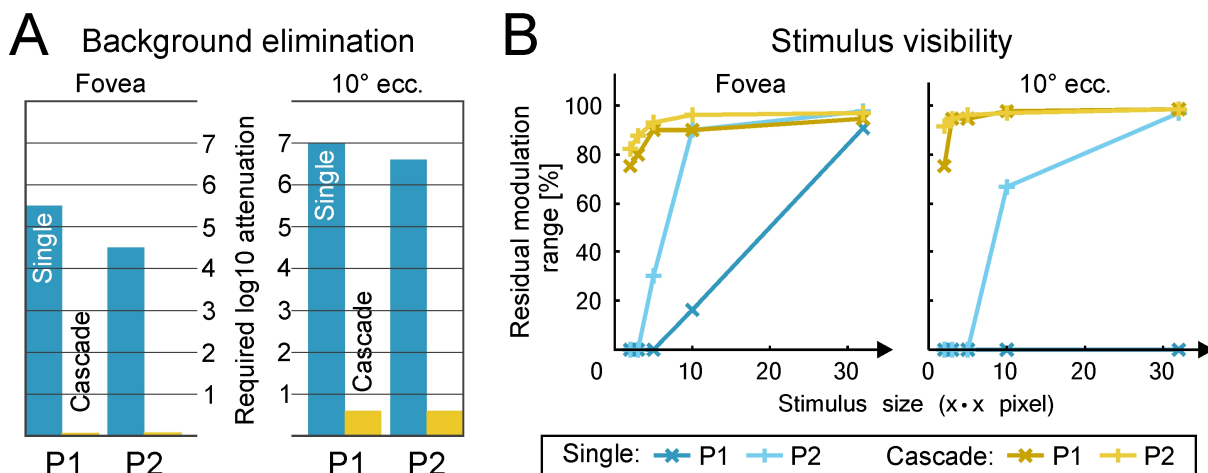 A Background elimination
Fovea
7
6
5
4
3
2
1
Single
Cascade
P1 P2
Required log10 attenuation
10° ecc.
7
6
5
4
3
2
1
Single
Cascade
P1 P2
B Stimulus visibility
Residual modulation
range [%]
Fovea
100
80
60
40
20
0 10 20 30
10° ecc.
0 10 20 30
Stimulus size (x·x pixel)
Single: P1 P2 Cascade: P1 P2